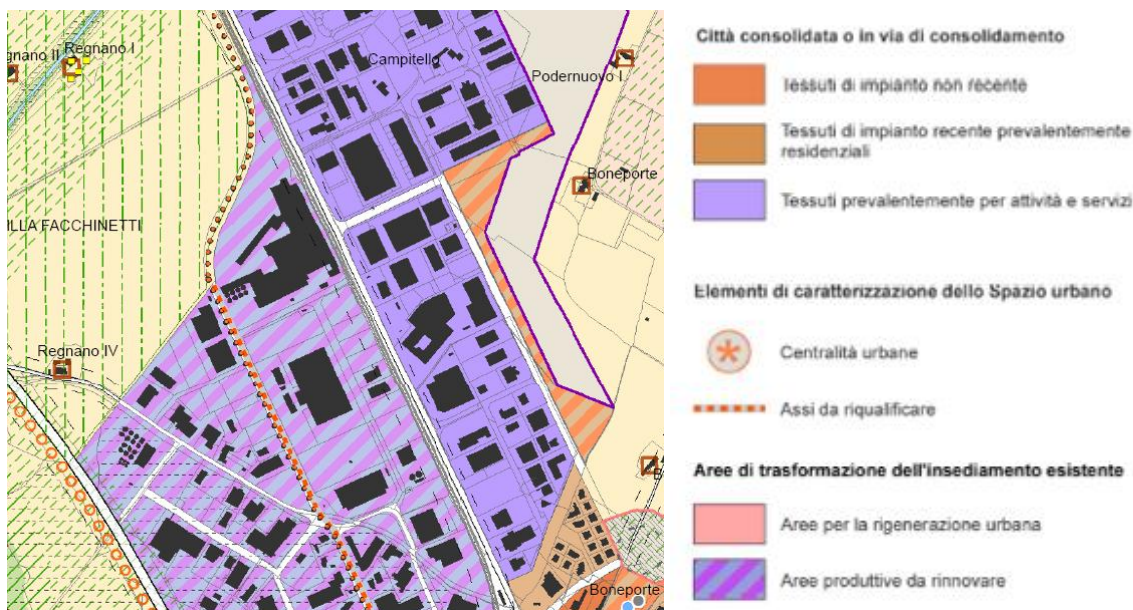 Regnano I
gnano II
Campitello
Podernuovo I
Boneporte
ILLA FACCHINETTI
Regnano IV
B
Boneporte
Città consolidata o in via di consolidamento
Tessuti di impianto non recente
Tessuti di impianto recente prevalentemente
residenziali
Tessuti prevalentemente per attività e servizi
Elementi di caratterizzazione dello Spazio urbano
Centralità urbane
Assi da riqualificare
Aree di trasformazione dell'insediamento esistente
Aree per la rigenerazione urbana
Aree produttive da rinnovare